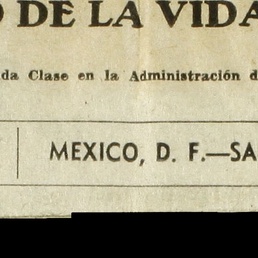 O DE LA VIDA
da Clase en la Administración d
MEXICO, D. F.—SA